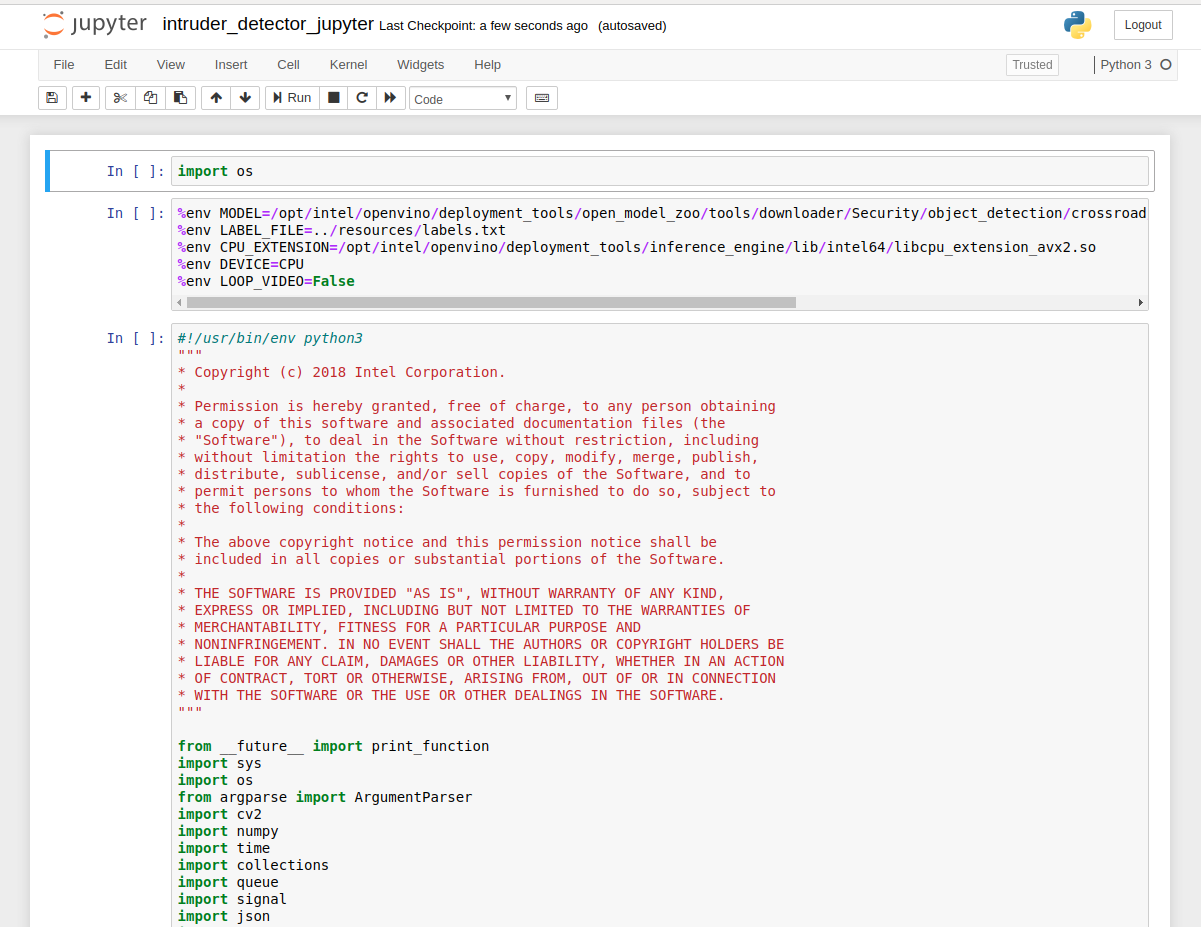 jupyter intruder_detector_jupyter Last Checkpoint: a few seconds ago (autosaved) Logout
File Edit View Insert Cell Kernel Widgets Help Trusted Python 3
Run Code
In [ ]: import os
In [ ]: %env MODEL=/opt/intel/openvino/deployment_tools/open_model_zoo/tools/downloader/Security/object_detection/crossroad
%env LABEL_FILE=../resources/labels.txt
%env CPU_EXTENSION=/opt/intel/openvino/deployment_tools/inference_engine/lib/intel64/libcpu_extension_avx2.so
%env DEVICE=CPU
%env LOOP_VIDEO=False
In [ ]: #!/usr/bin/env python3
"""
* Copyright (c) 2018 Intel Corporation.
*
* Permission is hereby granted, free of charge, to any person obtaining
* a copy of this software and associated documentation files (the
* "Software"), to deal in the Software without restriction, including
* without limitation the rights to use, copy, modify, merge, publish,
* distribute, sublicense, and/or sell copies of the Software, and to
* permit persons to whom the Software is furnished to do so, subject to
* the following conditions:
*
* The above copyright notice and this permission notice shall be
* included in all copies or substantial portions of the Software.
*
* THE SOFTWARE IS PROVIDED "AS IS", WITHOUT WARRANTY OF ANY KIND,
* EXPRESS OR IMPLIED, INCLUDING BUT NOT LIMITED TO THE WARRANTIES OF
* MERCHANTABILITY, FITNESS FOR A PARTICULAR PURPOSE AND
* NONINFRINGEMENT. IN NO EVENT SHALL THE AUTHORS OR COPYRIGHT HOLDERS BE
* LIABLE FOR ANY CLAIM, DAMAGES OR OTHER LIABILITY, WHETHER IN AN ACTION
* OF CONTRACT, TORT OR OTHERWISE, ARISING FROM, OUT OF OR IN CONNECTION
* WITH THE SOFTWARE OR THE USE OR OTHER DEALINGS IN THE SOFTWARE.
"""
from __future__ import print_function
import sys
import os
from argparse import ArgumentParser
import cv2
import numpy
import time
import collections
import queue
import signal
import json